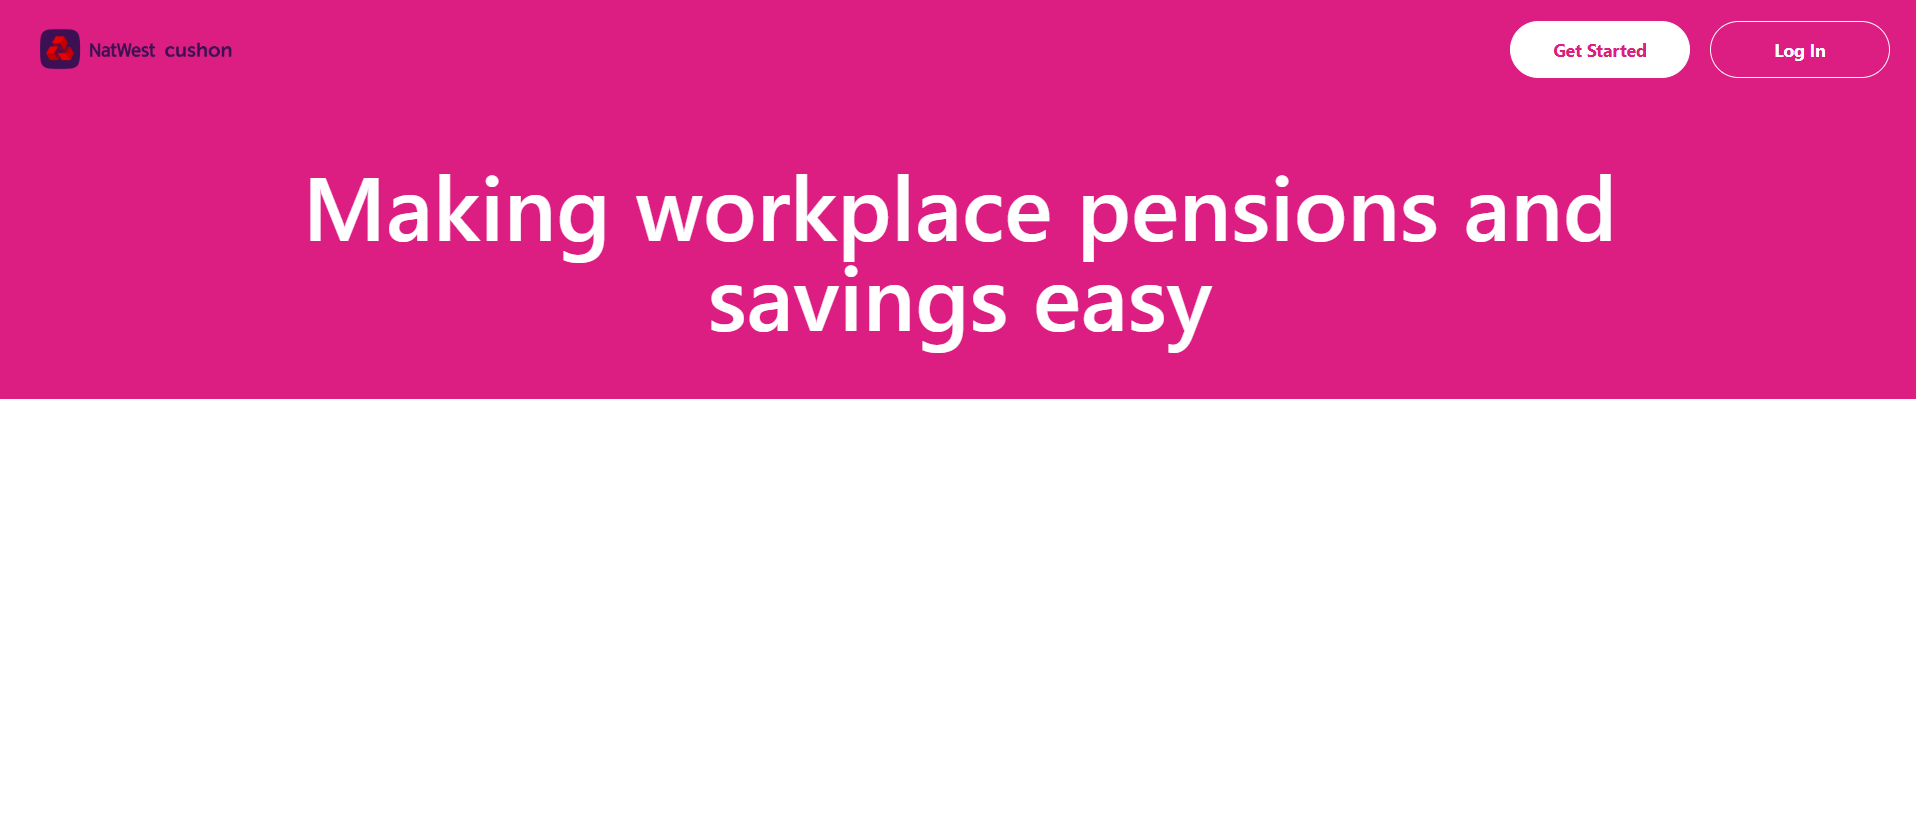 NatWest cushon
Get Started
Log In
Making workplace pensions and
savings easy